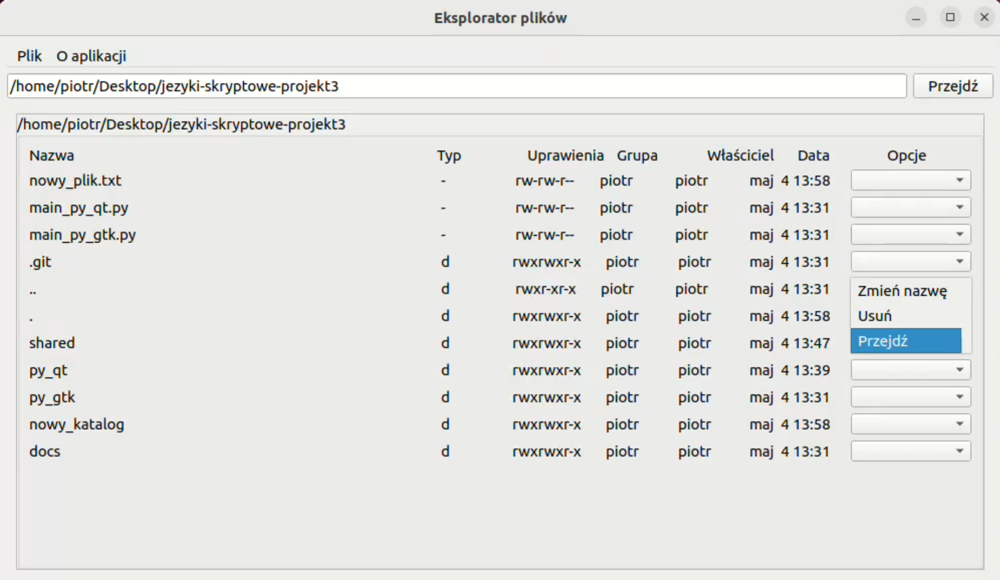 Eksplorator plików
Plik O aplikacji
/home/piotr/Desktop/jezyki-skryptowe-projekt3 Przejdź
/home/piotr/Desktop/jezyki-skryptowe-projekt3
Nazwa Typ Uprawienia Grupa Właściciel Data Opcje
nowy_plik.txt - rw-rw-r-- piotr piotr maj 4 13:58
main_py_qt.py - rw-rw-r-- piotr piotr maj 4 13:31
main_py_gtk.py - rw-rw-r-- piotr piotr maj 4 13:31
.git d rwxrwxr-x piotr piotr maj 4 13:31
.. d rwxr-xr-x piotr piotr maj 4 13:31 Zmień nazwę
. d rwxrwxr-x piotr piotr maj 4 13:58 Usuń
shared d rwxrwxr-x piotr piotr maj 4 13:47 Przejdź
py_qt d rwxrwxr-x piotr piotr maj 4 13:39
py_gtk d rwxrwxr-x piotr piotr maj 4 13:31
nowy_katalog d rwxrwxr-x piotr piotr maj 4 13:58
docs d rwxrwxr-x piotr piotr maj 4 13:31